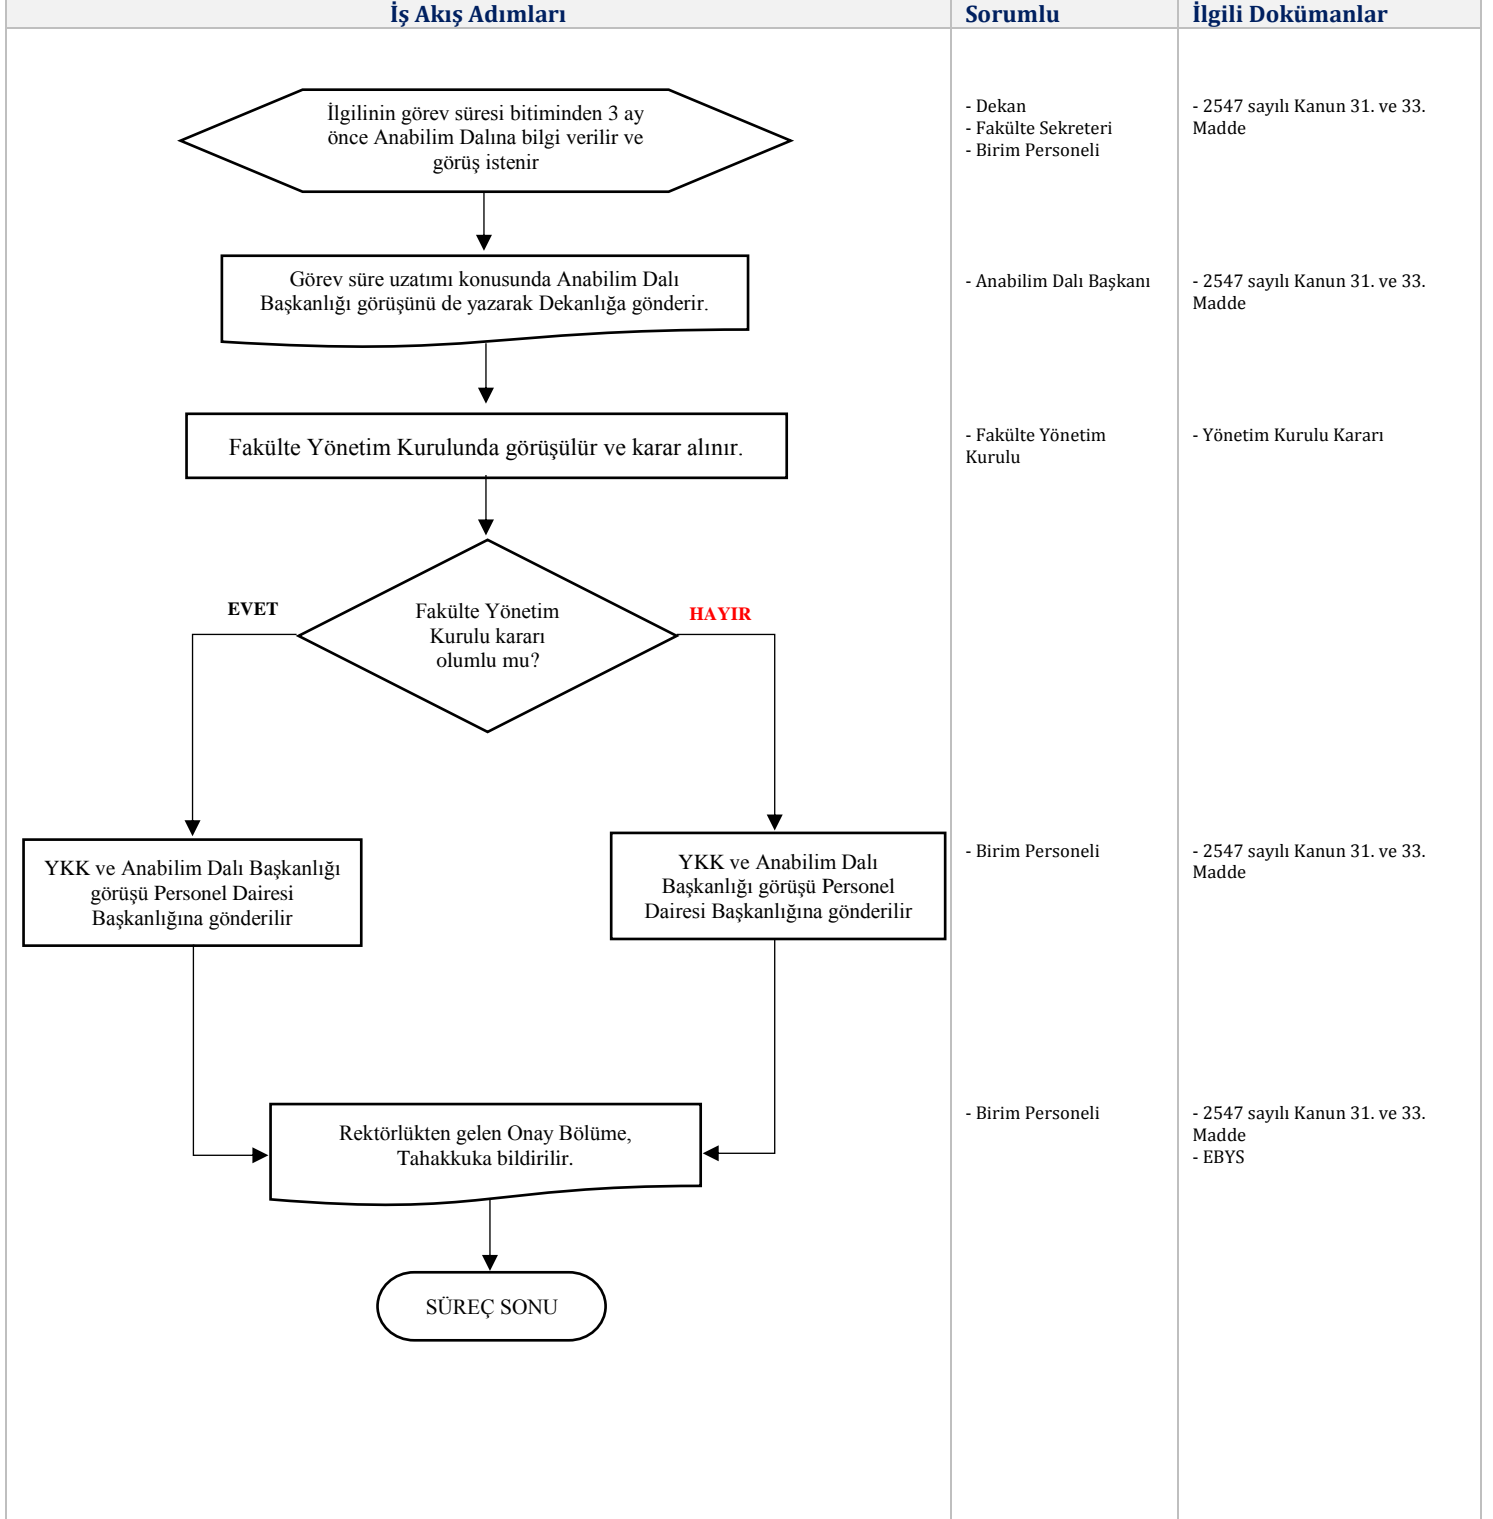 İş Akış Adımları
Sorumlu
İlgili Dokümanlar
İlgilinin görev süresi bitiminden 3 ay
önce Anabilim Dalına bilgi verilir ve
görüş istenir
- Dekan
- Fakülte Sekreteri
- Birim Personeli
- 2547 sayılı Kanun 31. ve 33.
Madde
Görev süre uzatımı konusunda Anabilim Dalı
Başkanlığı görüşünü de yazarak Dekanlığa gönderir.
- Anabilim Dalı Başkanı
- 2547 sayılı Kanun 31. ve 33.
Madde
Fakülte Yönetim Kurulunda görüşülür ve karar alınır.
- Fakülte Yönetim
Kurulu
- Yönetim Kurulu Kararı
EVET
Fakülte Yönetim
Kurulu kararı
olumlu mu?
HAYIR
YKK ve Anabilim Dalı Başkanlığı
görüşü Personel Dairesi
Başkanlığına gönderilir
YKK ve Anabilim Dalı
Başkanlığı görüşü Personel
Dairesi Başkanlığına gönderilir
- Birim Personeli
- 2547 sayılı Kanun 31. ve 33.
Madde
Rektörlükten gelen Onay Bölüme,
Tahakkuka bildirilir.
- Birim Personeli
- 2547 sayılı Kanun 31. ve 33.
Madde
- EBYS
SÜREÇ SONU